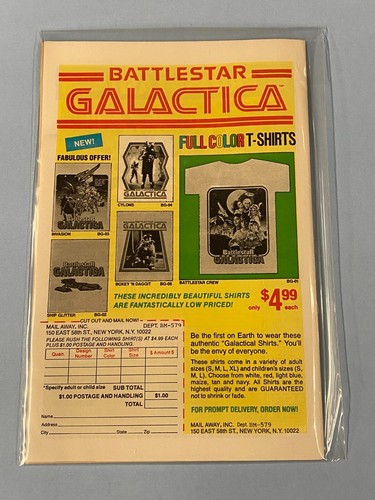 BATTLESTAR
GALACTICA™
NEW!
FULL COLOR T-SHIRTS
FABULOUS OFFER!
GALACTICA
CYLONS BG-04
GALACTICA
INVASION BG-03
Battlestar
GALACTICA
Battlestar
GALACTICA
BOXEY 'N DAGGIT BG-05
BATTLESTAR CREW BG-01
Battlestar
GALACTICA
SHIP GLITTER BG-02
THESE INCREDIBLY BEAUTIFUL SHIRTS
ARE FANTASTICALLY LOW PRICED!
only $4.99 each
CUT OUT AND MAIL NOW!
MAIL AWAY, INC. DEPT. BM-579
150 EAST 58th ST., NEW YORK, N.Y. 10022
PLEASE RUSH THE FOLLOWING SHIRT(S) AT $4.99 EACH
PLUS $1.00 POSTAGE AND HANDLING.
Quan. Design Number Shirt Color Shirt Size $ Amount $
*Specify adult or child size SUB TOTAL
$1.00 POSTAGE AND HANDLING $1.00
TOTAL
Name
Address
City State Zip
Be the first on Earth to wear these
authentic "Galactical Shirts." You'll
be the envy of everyone.
These shirts come in a variety of adult
sizes (S, M, L, XL) and children's sizes (S,
M, L). Choose from white, red, light blue,
maize, tan and navy. All Shirts are the
highest quality and are GUARANTEED
not to shrink or fade.
FOR PROMPT DELIVERY, ORDER NOW!
MAIL AWAY, INC. Dept. BM-579
150 EAST 58th ST., NEW YORK, N.Y. 10022